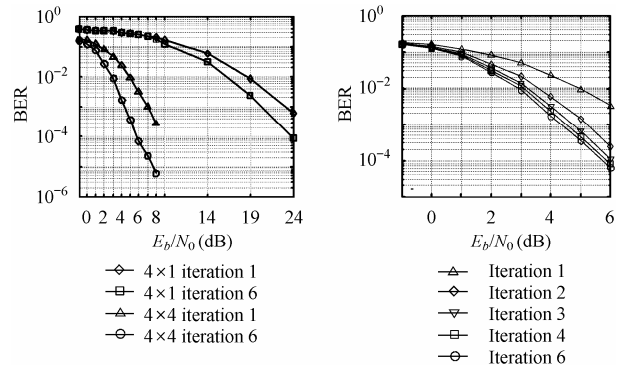 10^0
10^-2
10^-4
10^-6
BER
0 2 4 6 8 10 14 19 24
E_b/N_0 (dB)
4×1 iteration 1
4×1 iteration 6
4×4 iteration 1
4×4 iteration 6
10^0
10^-2
10^-4
BER
0 2 4 6
E_b/N_0 (dB)
Iteration 1
Iteration 2
Iteration 3
Iteration 4
Iteration 6